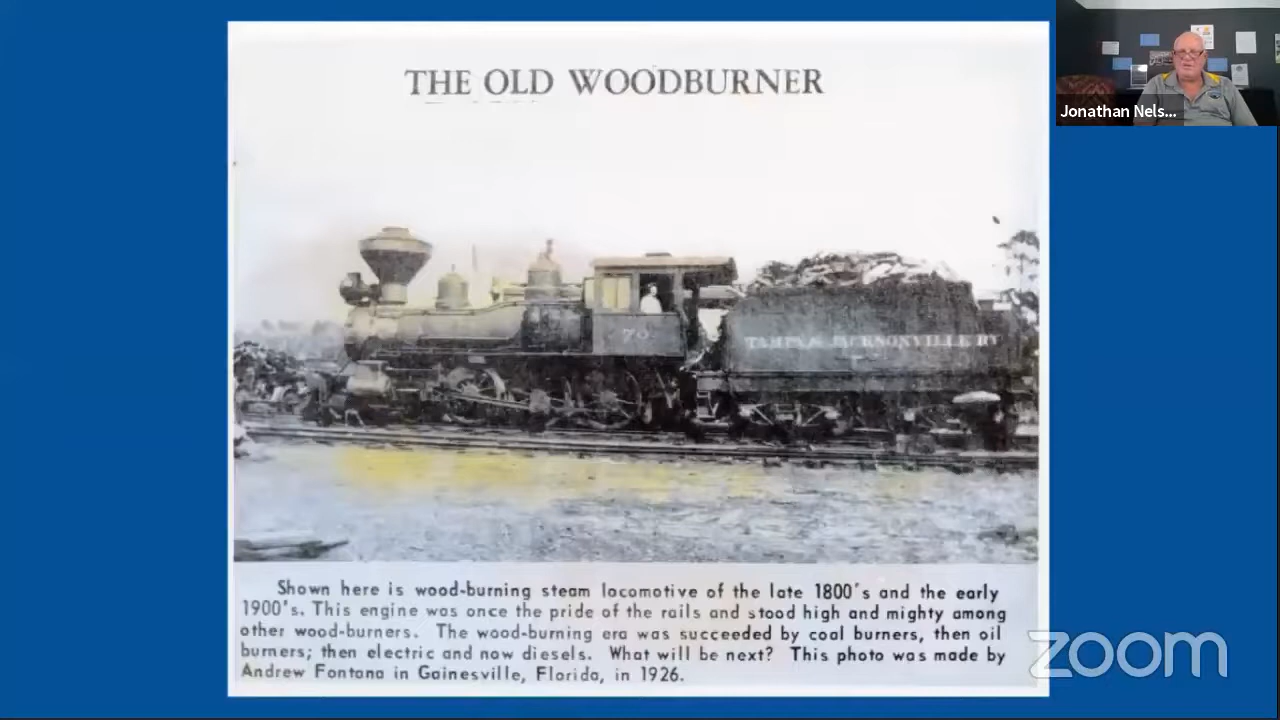 THE OLD WOODBURNER
Jonathan Nels...
70
TAMPA & JACKSONVILLE RY
Shown here is wood-burning steam locomotive of the late 1800's and the early
1900's. This engine was once the pride of the rails and stood high and mighty among
other wood-burners. The wood-burning era was succeeded by coal burners, then oil
burners; then electric and now diesels. What will be next? This photo was made by
Andrew Fontana in Gainesville, Florida, in 1926.
zoom